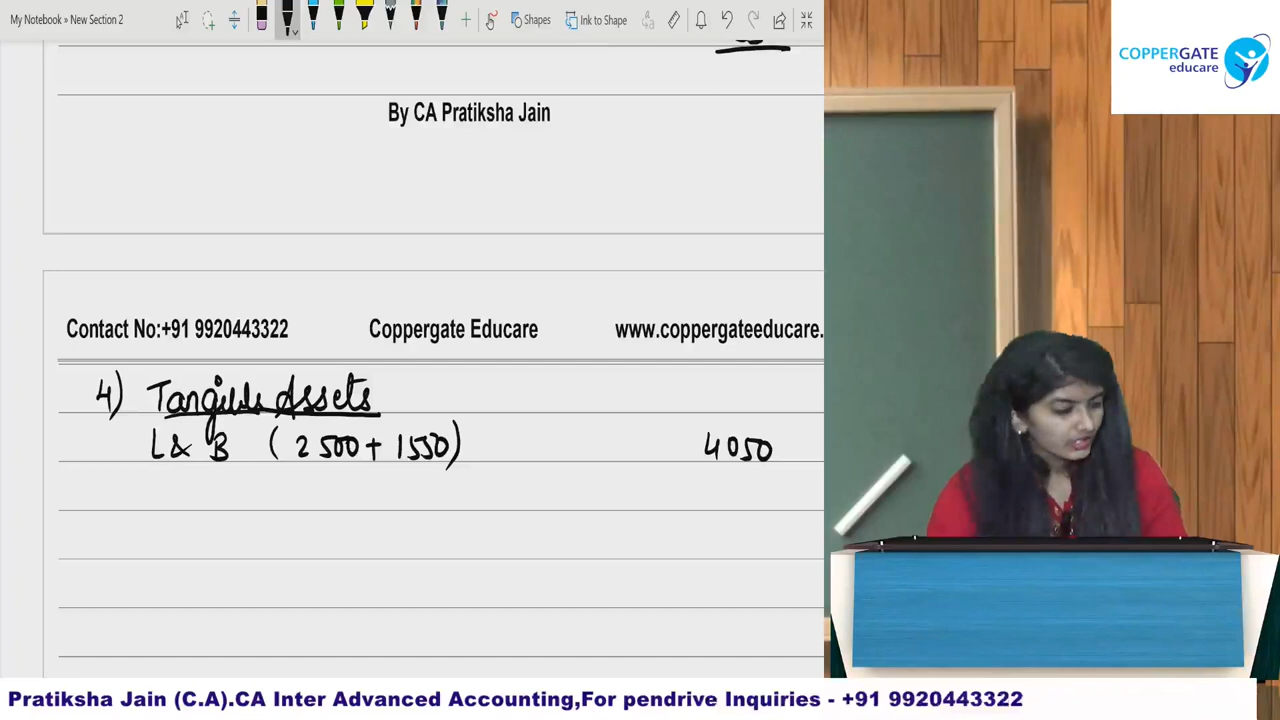 My Notebook » New Section 2
Shapes
Ink to Shape
COPPERGATE
educare
By CA Pratiksha Jain
Contact No:+91 9920443322 Coppergate Educare www.coppergateeducare.
4) Tangible Assets
L & B (2500 + 1550) 4050
Pratiksha Jain (C.A).CA Inter Advanced Accounting,For pendrive Inquiries - +91 9920443322